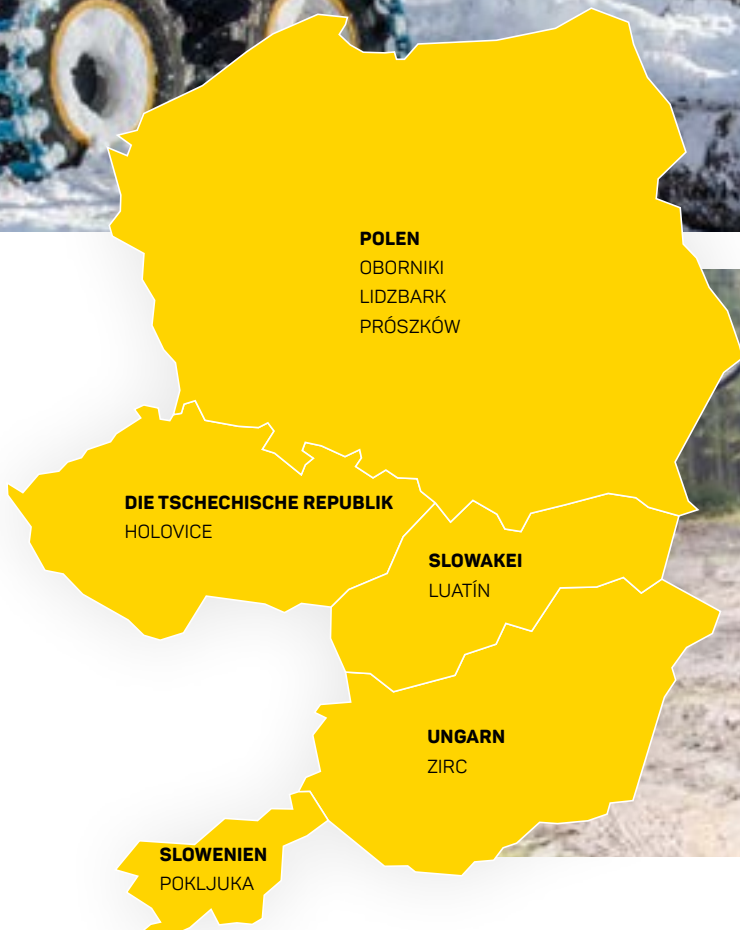 POLEN
OBORNIKI
LIDZBARK
PRÓSZKÓW
DIE TSCHECHISCHE REPUBLIK
HOLOVICE
SLOWAKEI
LUATÍN
UNGARN
ZIRC
SLOWENIEN
POKLJUKA